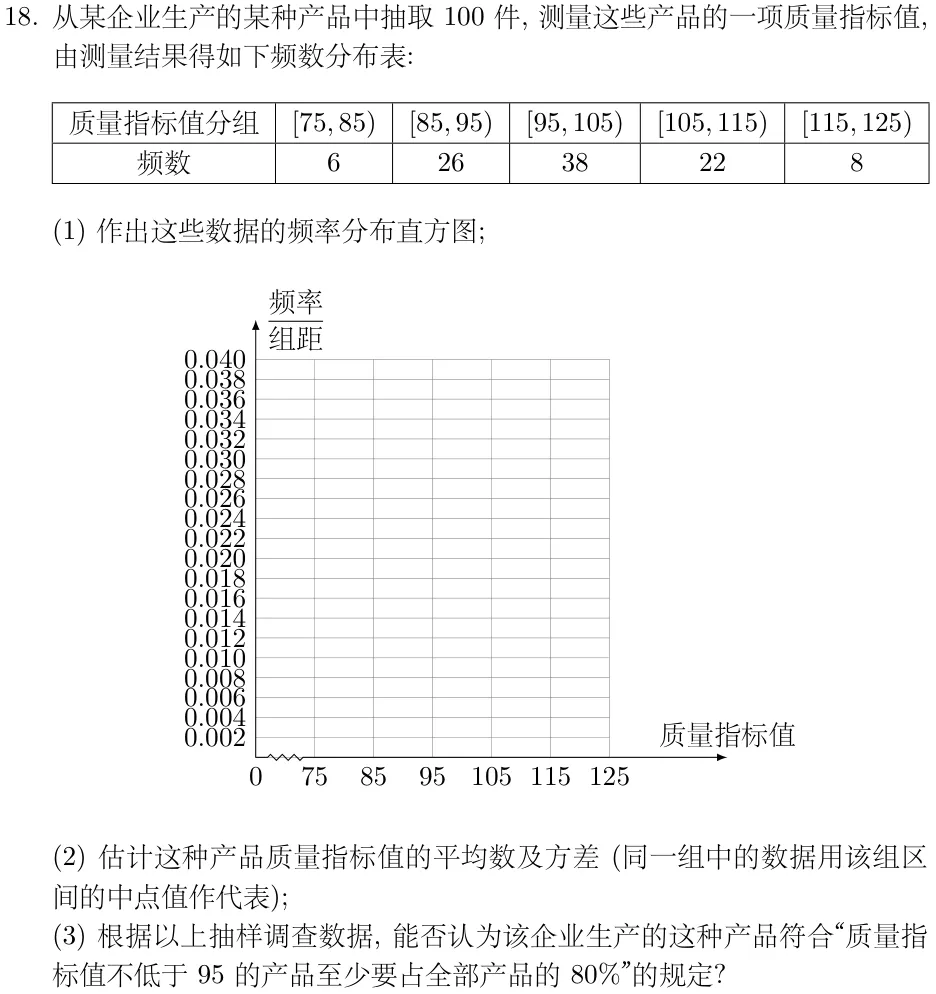 18. 从某企业生产的某种产品中抽取 100 件, 测量这些产品的一项质量指标值,
由测量结果得如下频数分布表:
质量指标值分组 [75, 85) [85, 95) [95, 105) [105, 115) [115, 125)
频数 6 26 38 22 8
(1) 作出这些数据的频率分布直方图;
频率
组距
0.040
0.038
0.036
0.034
0.032
0.030
0.028
0.026
0.024
0.022
0.020
0.018
0.016
0.014
0.012
0.010
0.008
0.006
0.004
0.002
质量指标值
0 75 85 95 105 115 125
(2) 估计这种产品质量指标值的平均数及方差 (同一组中的数据用该组区
间的中点值作代表);
(3) 根据以上抽样调查数据, 能否认为该企业生产的这种产品符合“质量指
标值不低于 95 的产品至少要占全部产品的 80%”的规定?